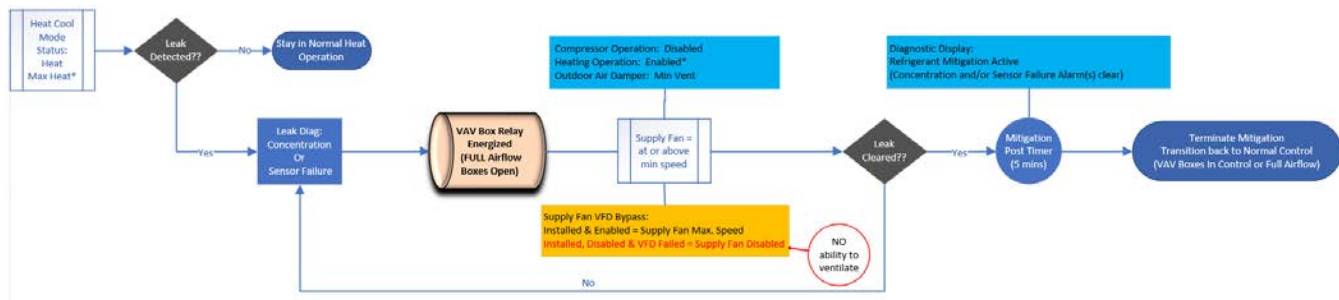 Heat Cool
Mode
Status:
Heat
Max Heat*
Leak
Detected??
No
Stay in Normal Heat
Operation
Yes
Leak Diag:
Concentration
Or
Sensor Failure
VAV Box Relay
Energized
(FULL Airflow
Boxes Open)
Compressor Operation: Disabled
Heating Operation: Enabled*
Outdoor Air Damper: Min Vent
Supply Fan =
at or above
min speed
Supply Fan VFD Bypass:
Installed & Enabled = Supply Fan Max. Speed
Installed, Disabled & VFD Failed = Supply Fan Disabled
NO
ability to
ventilate
Leak
Cleared??
Yes
No
Diagnostic Display:
Refrigerant Mitigation Active
(Concentration and/or Sensor Failure Alarm(s) clear)
Mitigation
Post Timer
(5 mins)
Terminate Mitigation
Transition back to Normal Control
(VAV Boxes In Control or Full Airflow)